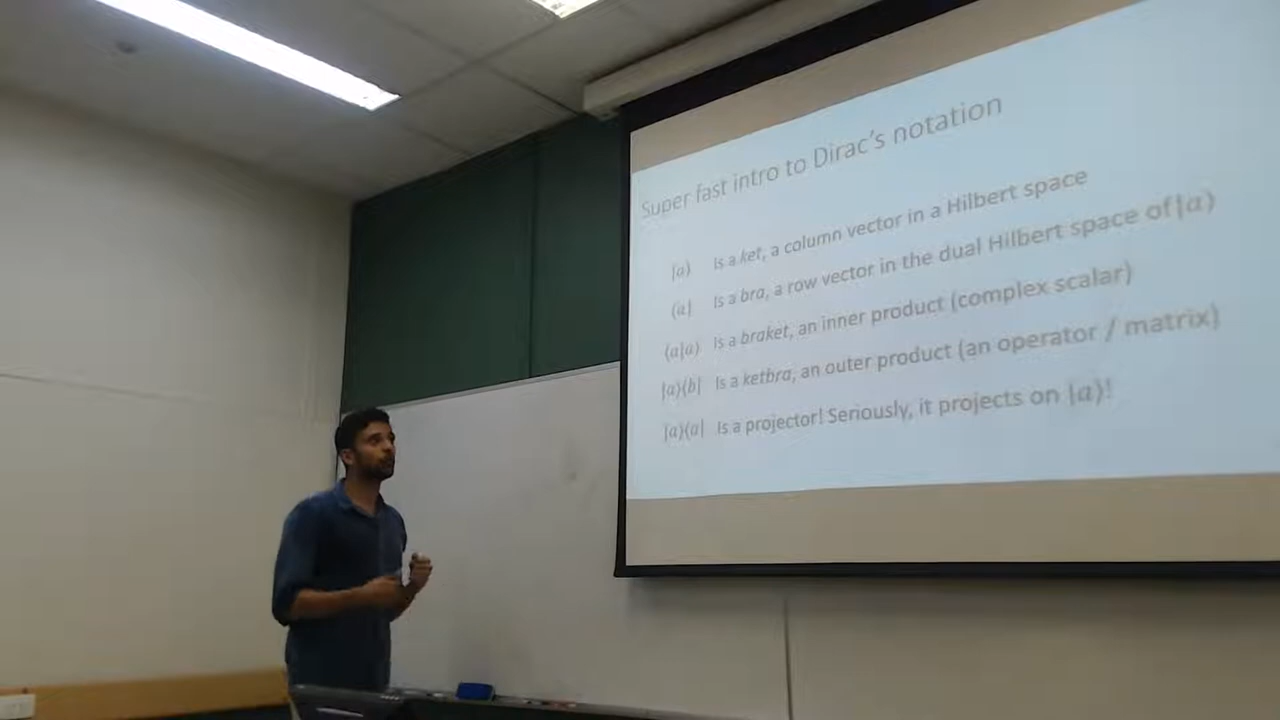 Super fast intro to Dirac's notation
|a⟩ Is a ket, a column vector in a Hilbert space
⟨a| Is a bra, a row vector in the dual Hilbert space of |a⟩
⟨a|a⟩ Is a braket, an inner product (complex scalar)
|a⟩⟨b| Is a ketbra, an outer product (an operator / matrix)
|a⟩⟨a| Is a projector! Seriously, it projects on |a⟩!